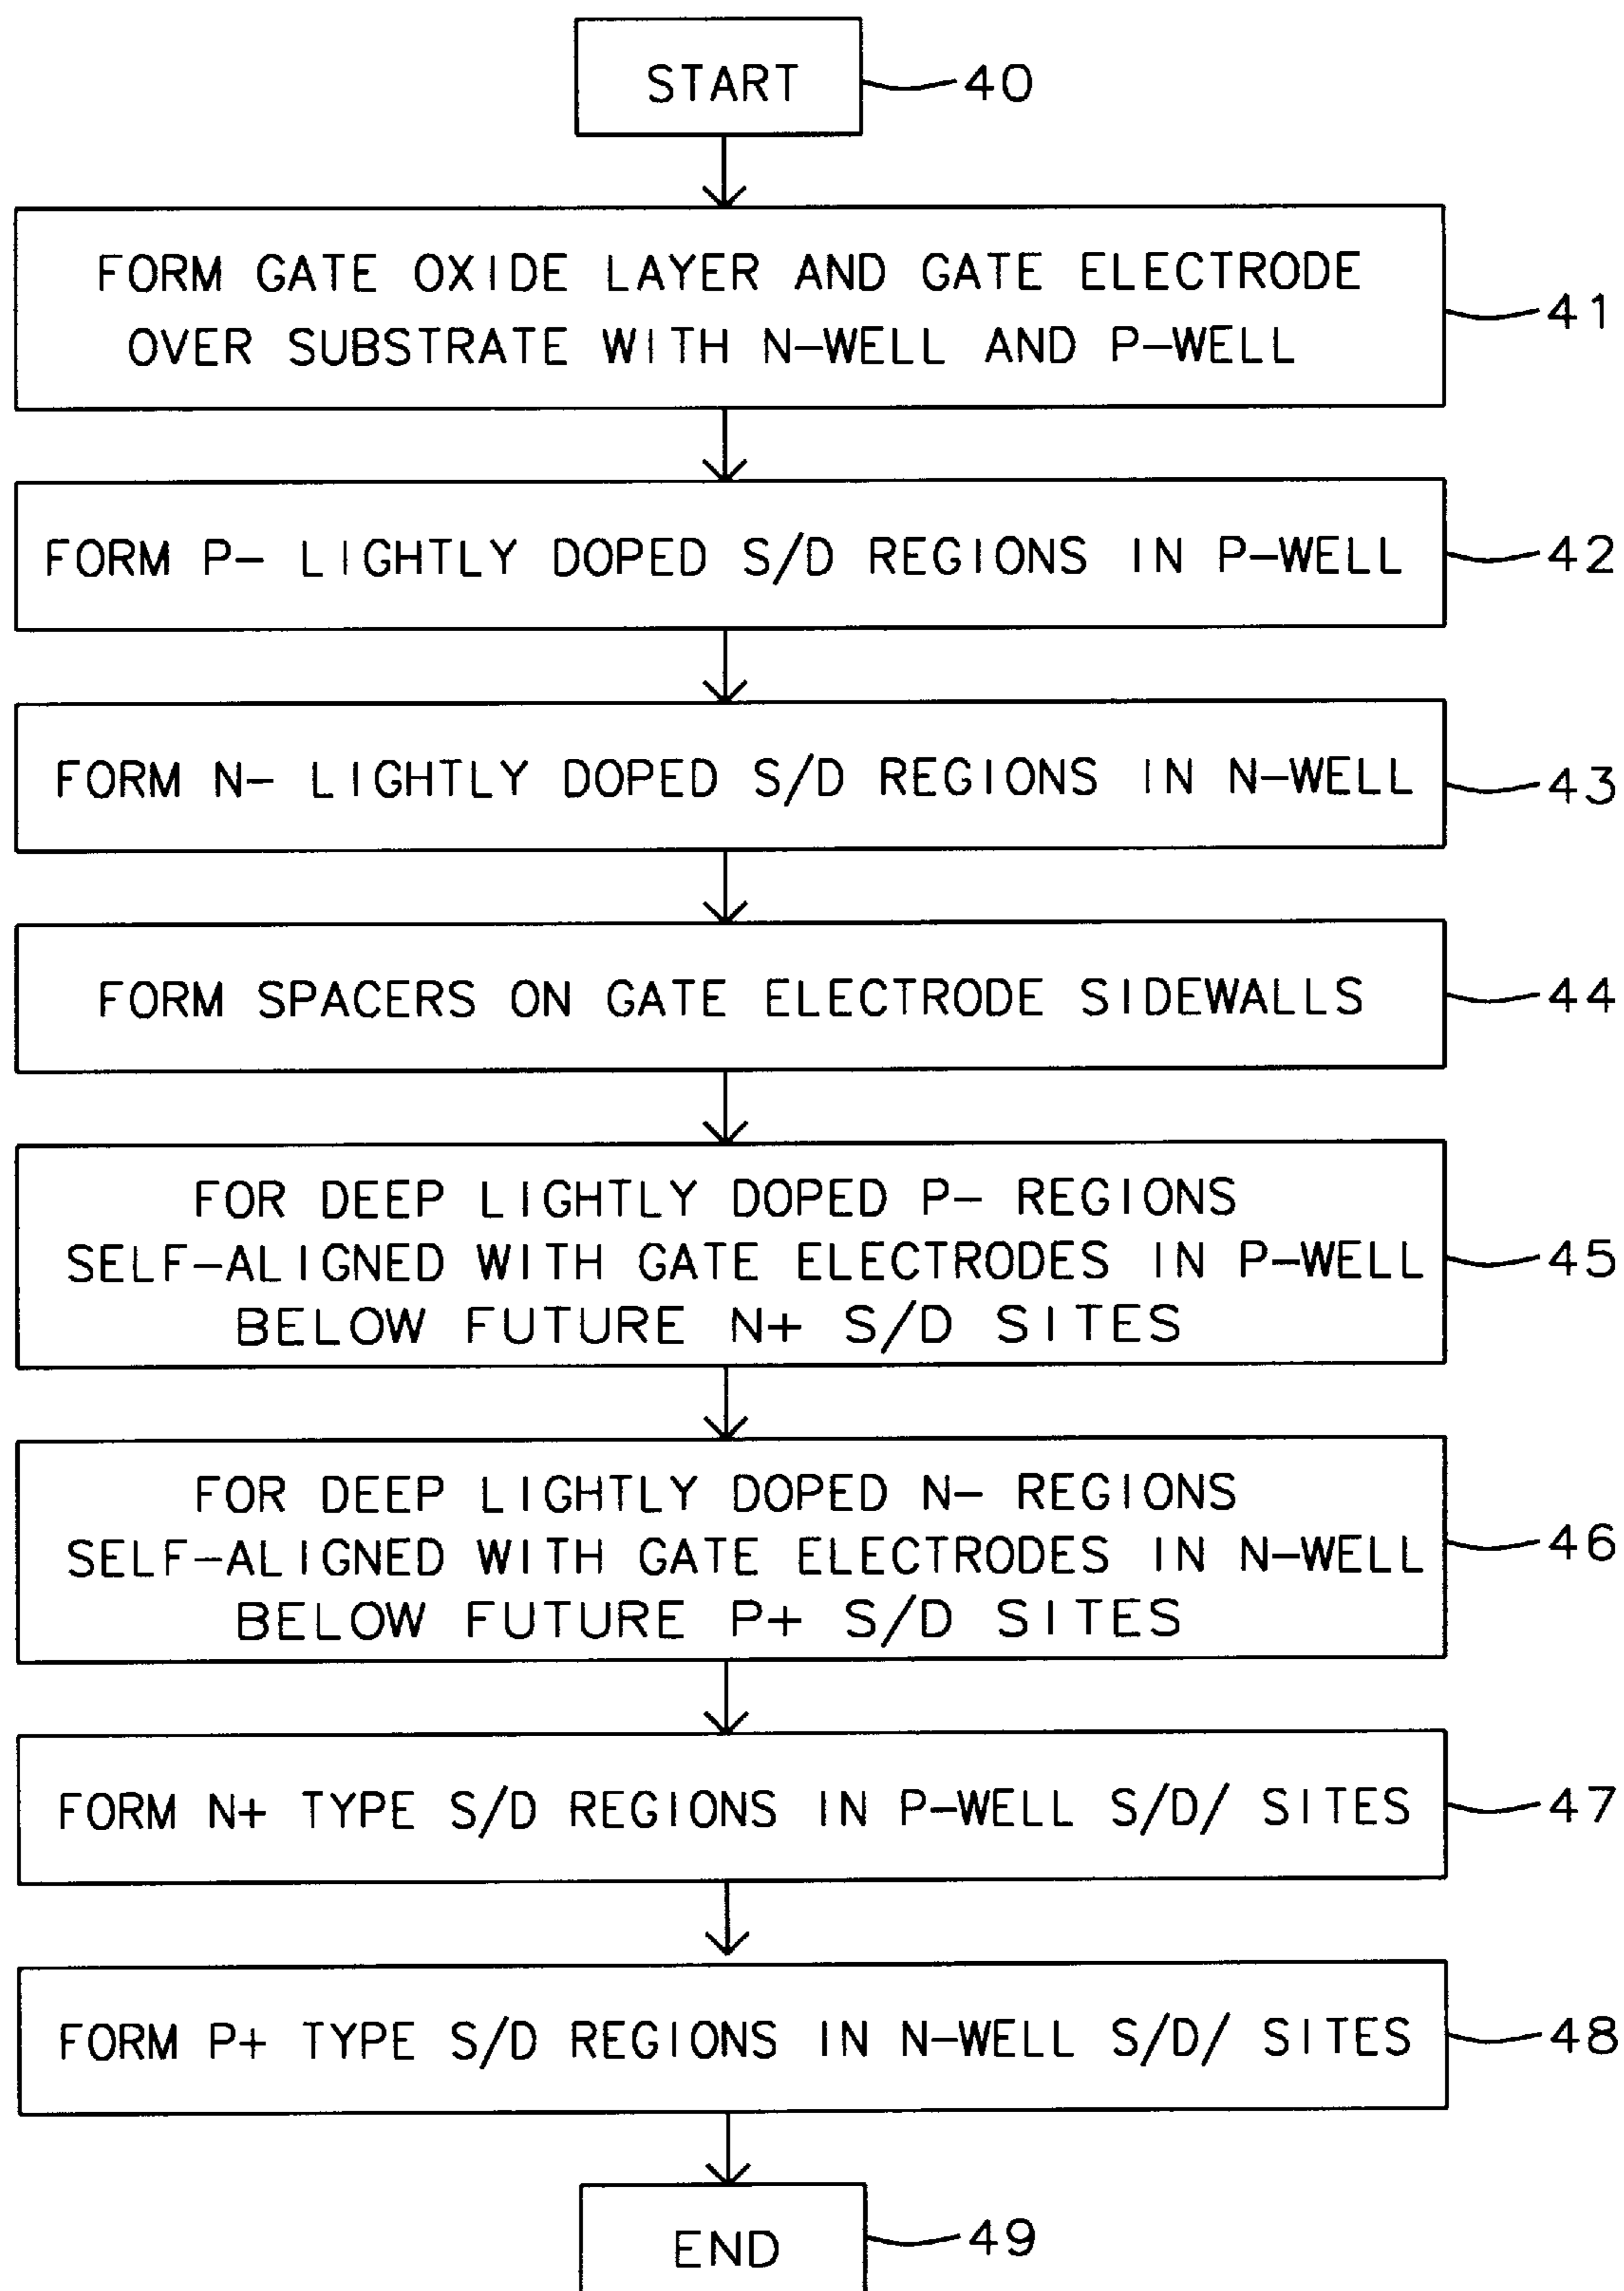 START
40
FORM GATE OXIDE LAYER AND GATE ELECTRODE
OVER SUBSTRATE WITH N-WELL AND P-WELL
41
FORM P- LIGHTLY DOPED S/D REGIONS IN P-WELL
42
FORM N- LIGHTLY DOPED S/D REGIONS IN N-WELL
43
FORM SPACERS ON GATE ELECTRODE SIDEWALLS
44
FOR DEEP LIGHTLY DOPED P- REGIONS
SELF-ALIGNED WITH GATE ELECTRODES IN P-WELL
BELOW FUTURE N+ S/D SITES
45
FOR DEEP LIGHTLY DOPED N- REGIONS
SELF-ALIGNED WITH GATE ELECTRODES IN N-WELL
BELOW FUTURE P+ S/D SITES
46
FORM N+ TYPE S/D REGIONS IN P-WELL S/D/ SITES
47
FORM P+ TYPE S/D REGIONS IN N-WELL S/D/ SITES
48
END
49